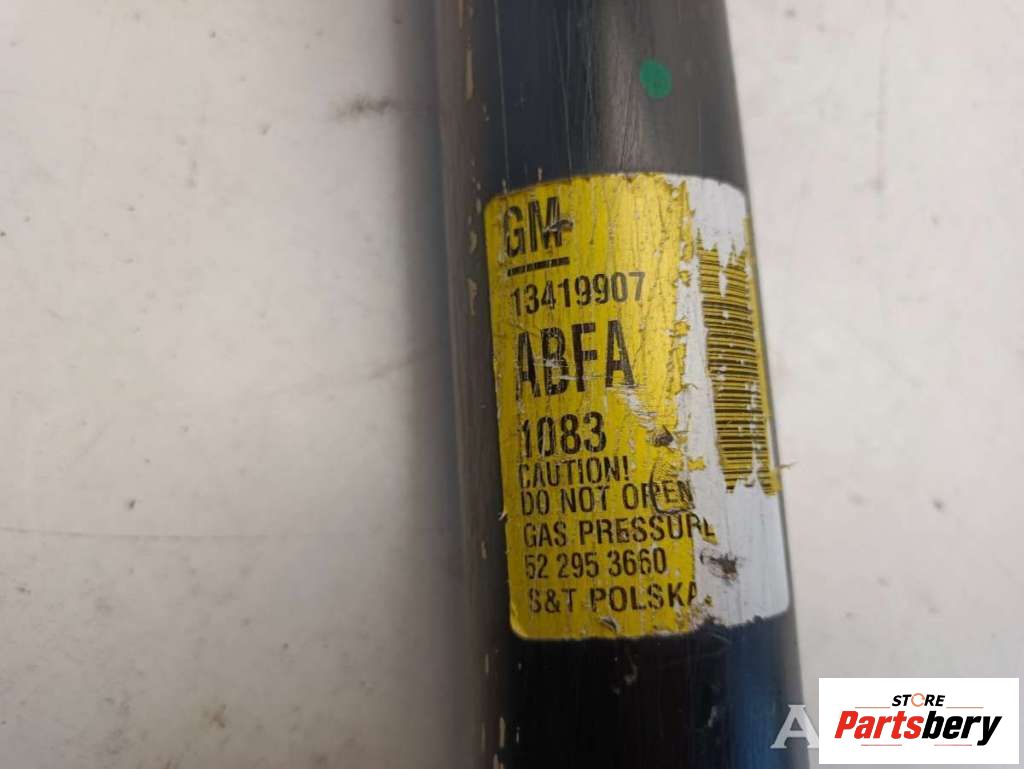 GM
13419907
ABFA
1083
CAUTION!
DO NOT OPEN
GAS PRESSURE
52 295 3660
S&T POLSKA
A
STORE
Partsbery